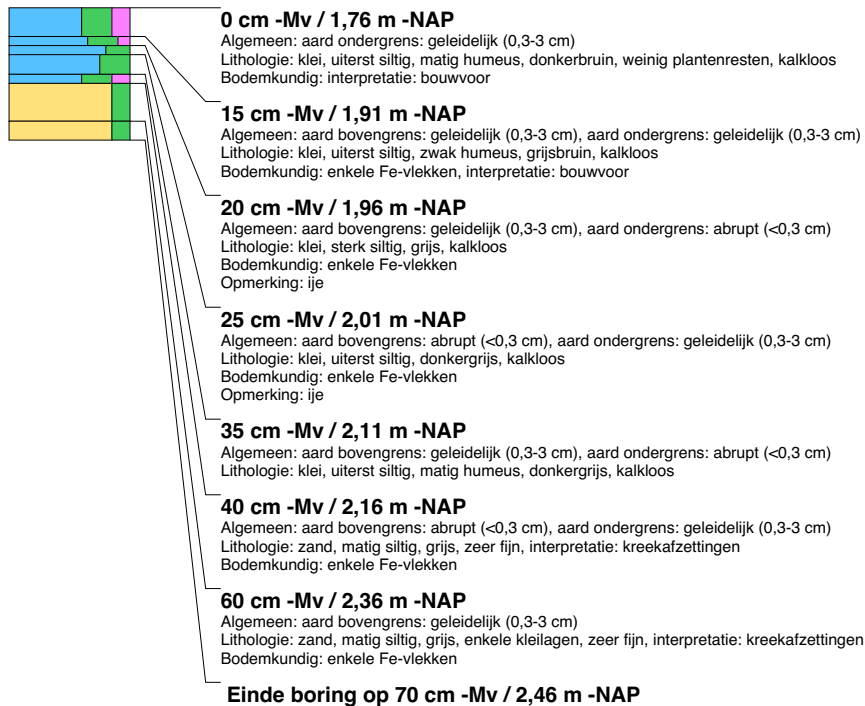 0 cm -Mv / 1,76 m -NAP
Algemeen: aard ondergrens: geleidelijk (0,3-3 cm)
Lithologie: klei, uiterst siltig, matig humeus, donkerbruin, weinig plantenresten, kalkloos
Bodemkundig: interpretatie: bouwvoor
15 cm -Mv / 1,91 m -NAP
Algemeen: aard bovengrens: geleidelijk (0,3-3 cm), aard ondergrens: geleidelijk (0,3-3 cm)
Lithologie: klei, uiterst siltig, zwak humeus, grijsbruin, kalkloos
Bodemkundig: enkele Fe-vlekken, interpretatie: bouwvoor
20 cm -Mv / 1,96 m -NAP
Algemeen: aard bovengrens: geleidelijk (0,3-3 cm), aard ondergrens: abrupt (<0,3 cm)
Lithologie: klei, sterk siltig, grijs, kalkloos
Bodemkundig: enkele Fe-vlekken
Opmerking: ije
25 cm -Mv / 2,01 m -NAP
Algemeen: aard bovengrens: abrupt (<0,3 cm), aard ondergrens: geleidelijk (0,3-3 cm)
Lithologie: klei, uiterst siltig, donkergrijs, kalkloos
Bodemkundig: enkele Fe-vlekken
Opmerking: ije
35 cm -Mv / 2,11 m -NAP
Algemeen: aard bovengrens: geleidelijk (0,3-3 cm), aard ondergrens: abrupt (<0,3 cm)
Lithologie: klei, uiterst siltig, matig humeus, donkergrijs, kalkloos
40 cm -Mv / 2,16 m -NAP
Algemeen: aard bovengrens: abrupt (<0,3 cm), aard ondergrens: geleidelijk (0,3-3 cm)
Lithologie: zand, matig siltig, grijs, zeer fijn, interpretatie: kreekafzettingen
Bodemkundig: enkele Fe-vlekken
60 cm -Mv / 2,36 m -NAP
Algemeen: aard bovengrens: geleidelijk (0,3-3 cm)
Lithologie: zand, matig siltig, grijs, enkele kleilagen, zeer fijn, interpretatie: kreekafzettingen
Bodemkundig: enkele Fe-vlekken
Einde boring op 70 cm -Mv / 2,46 m -NAP